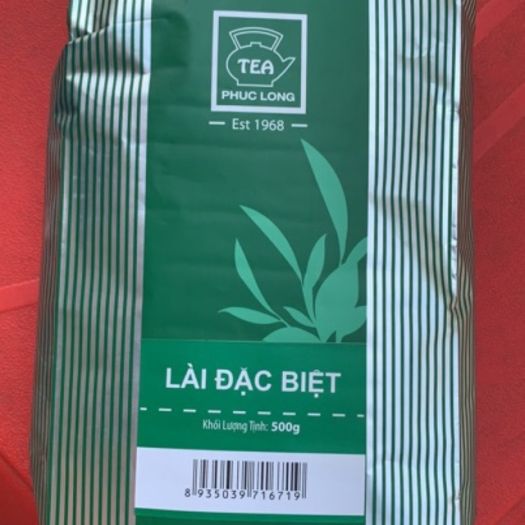 TEA
PHUC LONG
Est 1968
LÀI ĐẶC BIỆT
Khối Lượng Tịnh: 500g
8 935039 716719